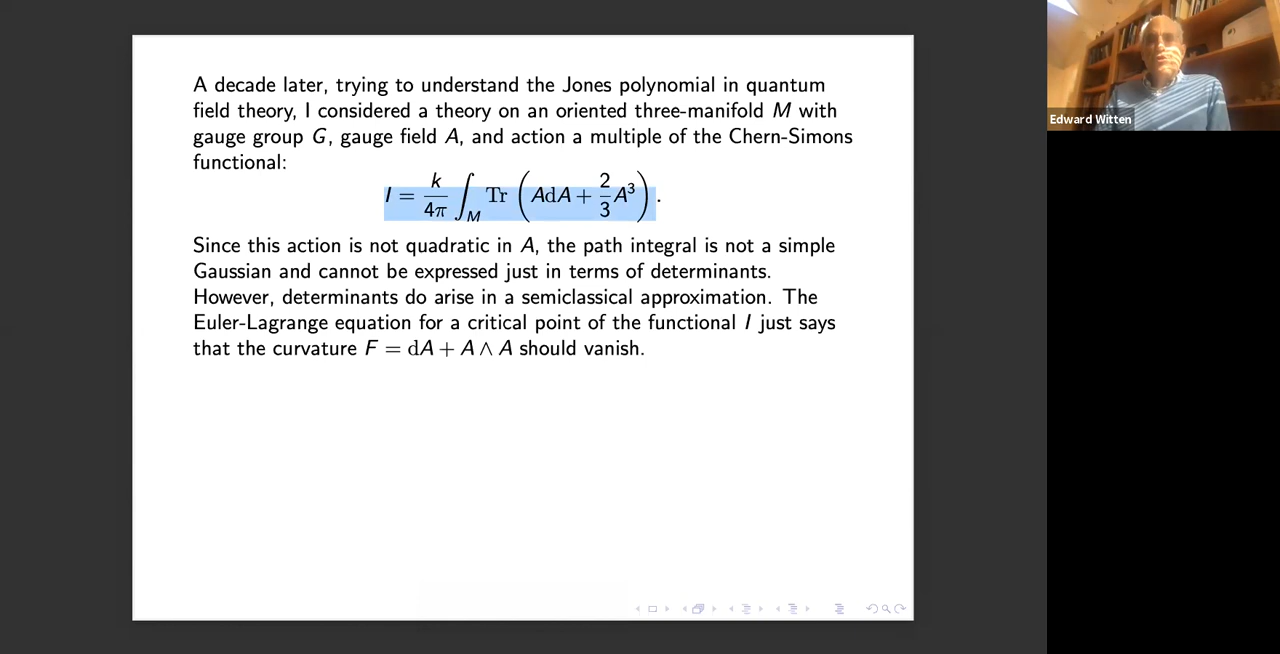 A decade later, trying to understand the Jones polynomial in quantum
field theory, I considered a theory on an oriented three-manifold M with
gauge group G, gauge field A, and action a multiple of the Chern-Simons
functional:
I = k/4π ∫_M Tr (AdA + 2/3 A³).
Since this action is not quadratic in A, the path integral is not a simple
Gaussian and cannot be expressed just in terms of determinants.
However, determinants do arise in a semiclassical approximation. The
Euler-Lagrange equation for a critical point of the functional I just says
that the curvature F = dA + A ∧ A should vanish.
Edward Witten